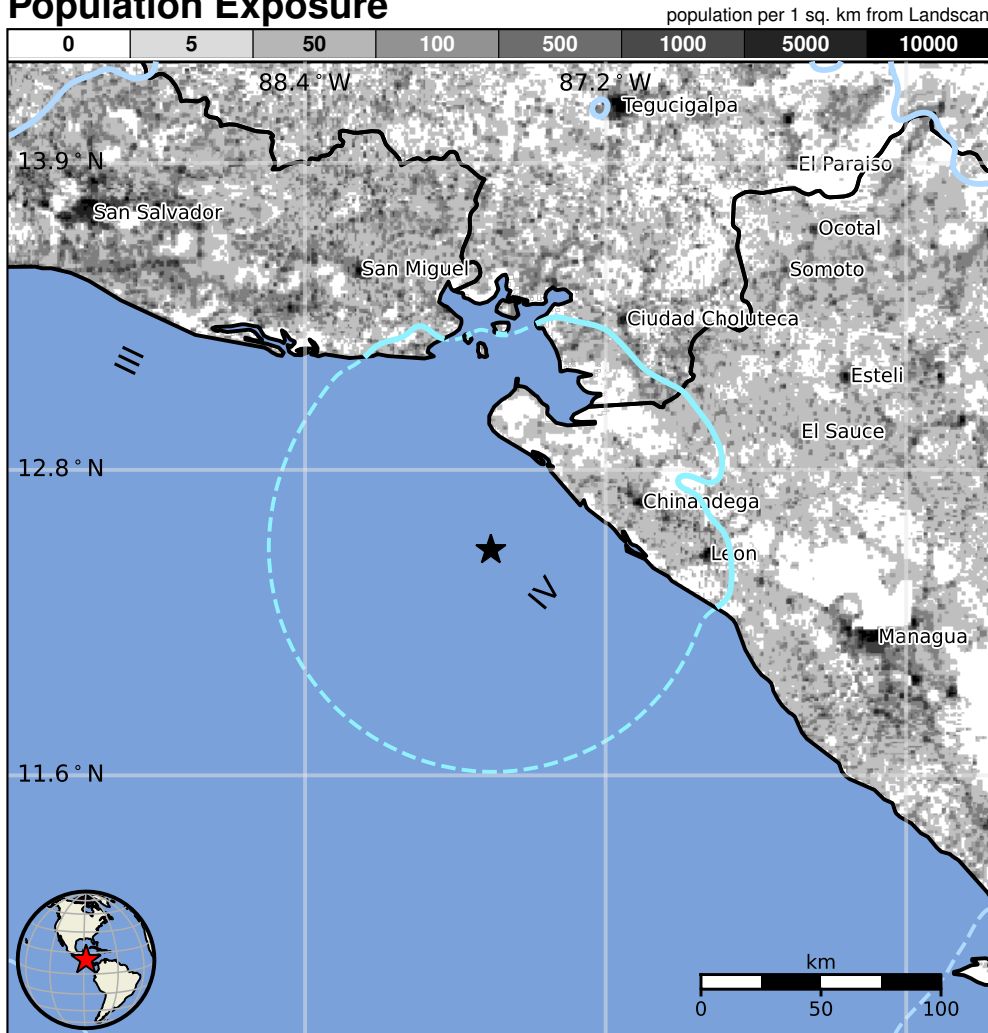 Population Exposure
population per 1 sq. km from Landscan
0 5 50 100 500 1000 5000 10000
88.4°W 87.2°W
Tegucigalpa
13.9°N
El Paraiso
San Salvador
Ocotal
San Miguel
Somoto
Ciudad Choluteca
III
Esteli
El Sauce
12.8°N
Chinandega
Leon
IV
Managua
11.6°N
km
0 50 100